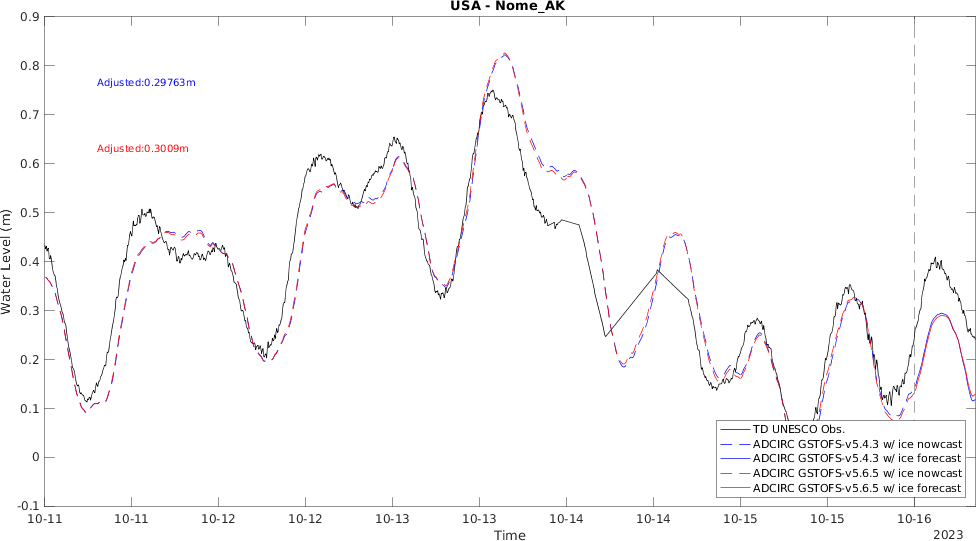 USA - Nome_AK
0.9
0.8
0.7
0.6
0.5
0.4
0.3
0.2
0.1
0
-0.1
Water Level (m)
Adjusted:0.29763m
Adjusted:0.3009m
TD UNESCO Obs.
ADCIRC GSTOFS-v5.4.3 w/ ice nowcast
ADCIRC GSTOFS-v5.4.3 w/ ice forecast
ADCIRC GSTOFS-v5.6.5 w/ ice nowcast
ADCIRC GSTOFS-v5.6.5 w/ ice forecast
10-11 10-11 10-12 10-12 10-13 10-13 10-14 10-14 10-15 10-15 10-16
Time
2023